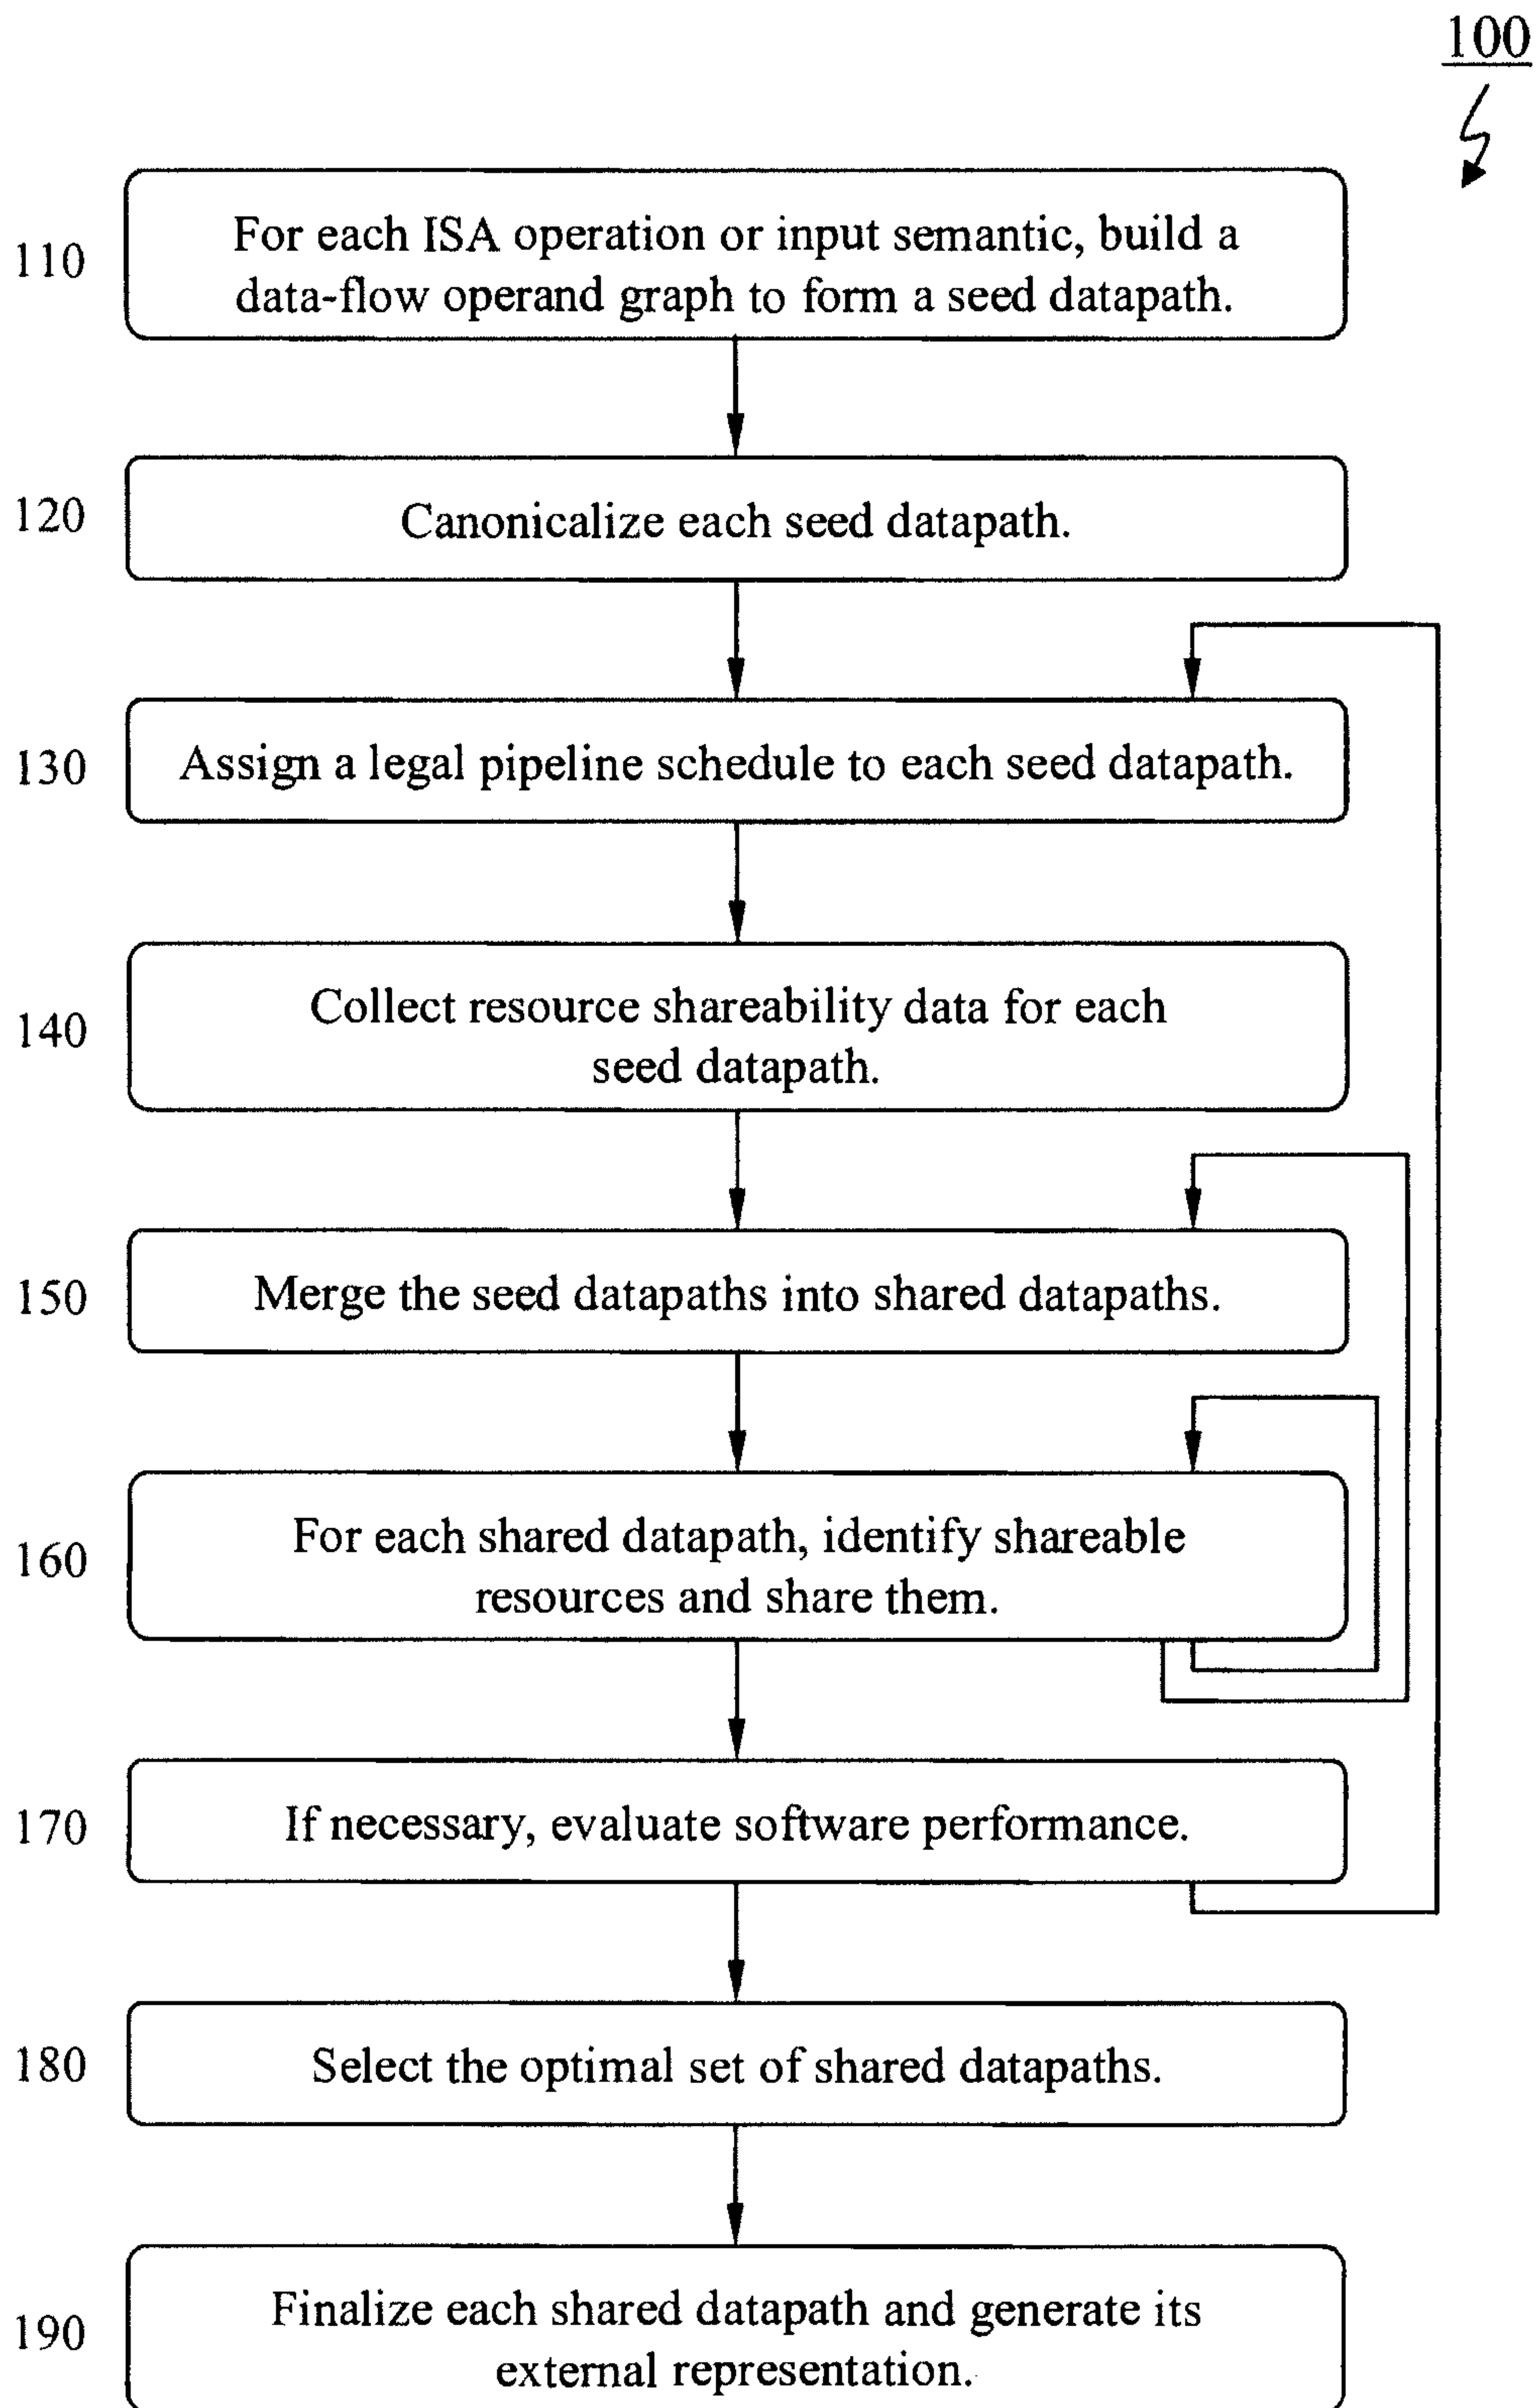 100
110
For each ISA operation or input semantic, build a
data-flow operand graph to form a seed datapath.
120
Canonicalize each seed datapath.
130
Assign a legal pipeline schedule to each seed datapath.
140
Collect resource shareability data for each
seed datapath.
150
Merge the seed datapaths into shared datapaths.
160
For each shared datapath, identify shareable
resources and share them.
170
If necessary, evaluate software performance.
180
Select the optimal set of shared datapaths.
190
Finalize each shared datapath and generate its
external representation.